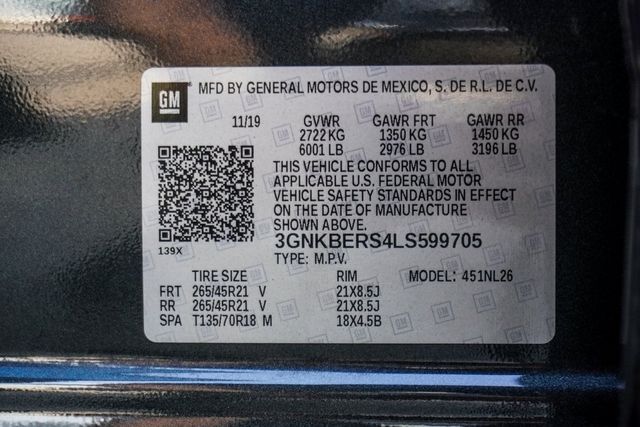 GM MFD BY GENERAL MOTORS DE MEXICO, S. DE R.L. DE C.V.
11/19 GVWR GAWR FRT GAWR RR
2722 KG 1350 KG 1450 KG
6001 LB 2976 LB 3196 LB
THIS VEHICLE CONFORMS TO ALL
APPLICABLE U.S. FEDERAL MOTOR
VEHICLE SAFETY STANDARDS IN EFFECT
ON THE DATE OF MANUFACTURE
SHOWN ABOVE.
3GNKBERS4LS599705
139X
TYPE: M.P.V.
TIRE SIZE RIM MODEL: 451NL26
FRT 265/45R21 V 21X8.5J
RR 265/45R21 V 21X8.5J
SPA T135/70R18 M 18X4.5B